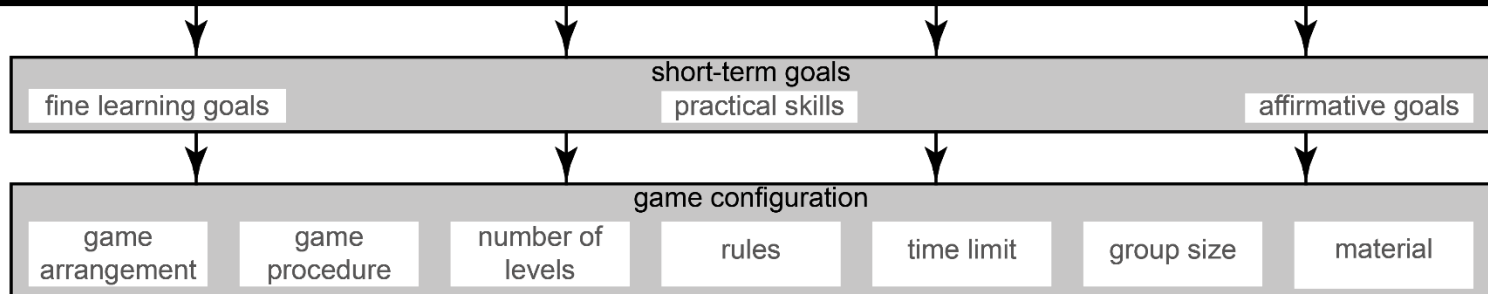 short-term goals
fine learning goals
practical skills
affirmative goals
game configuration
game
arrangement
game
procedure
number of
levels
rules
time limit
group size
material